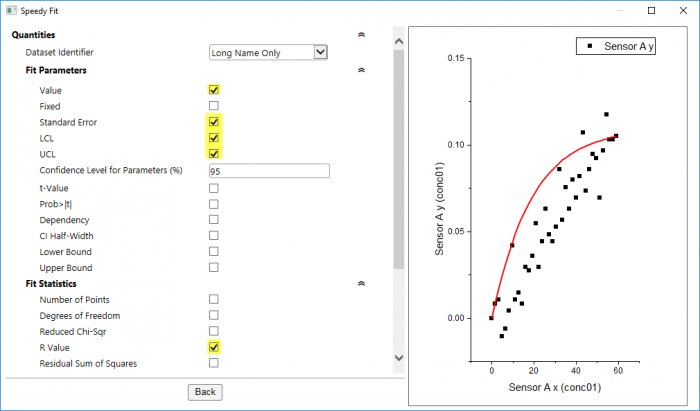 Speedy Fit
Quantities
Dataset Identifier
Long Name Only
Fit Parameters
Value
Fixed
Standard Error
LCL
UCL
Confidence Level for Parameters (%)
95
t-Value
Prob>|t|
Dependency
CI Half-Width
Lower Bound
Upper Bound
Fit Statistics
Number of Points
Degrees of Freedom
Reduced Chi-Sqr
R Value
Residual Sum of Squares
Back
Sensor A y
0.15
0.10
0.05
0.00
Sensor A y (conc01)
0 20 40 60
Sensor A x (conc01)